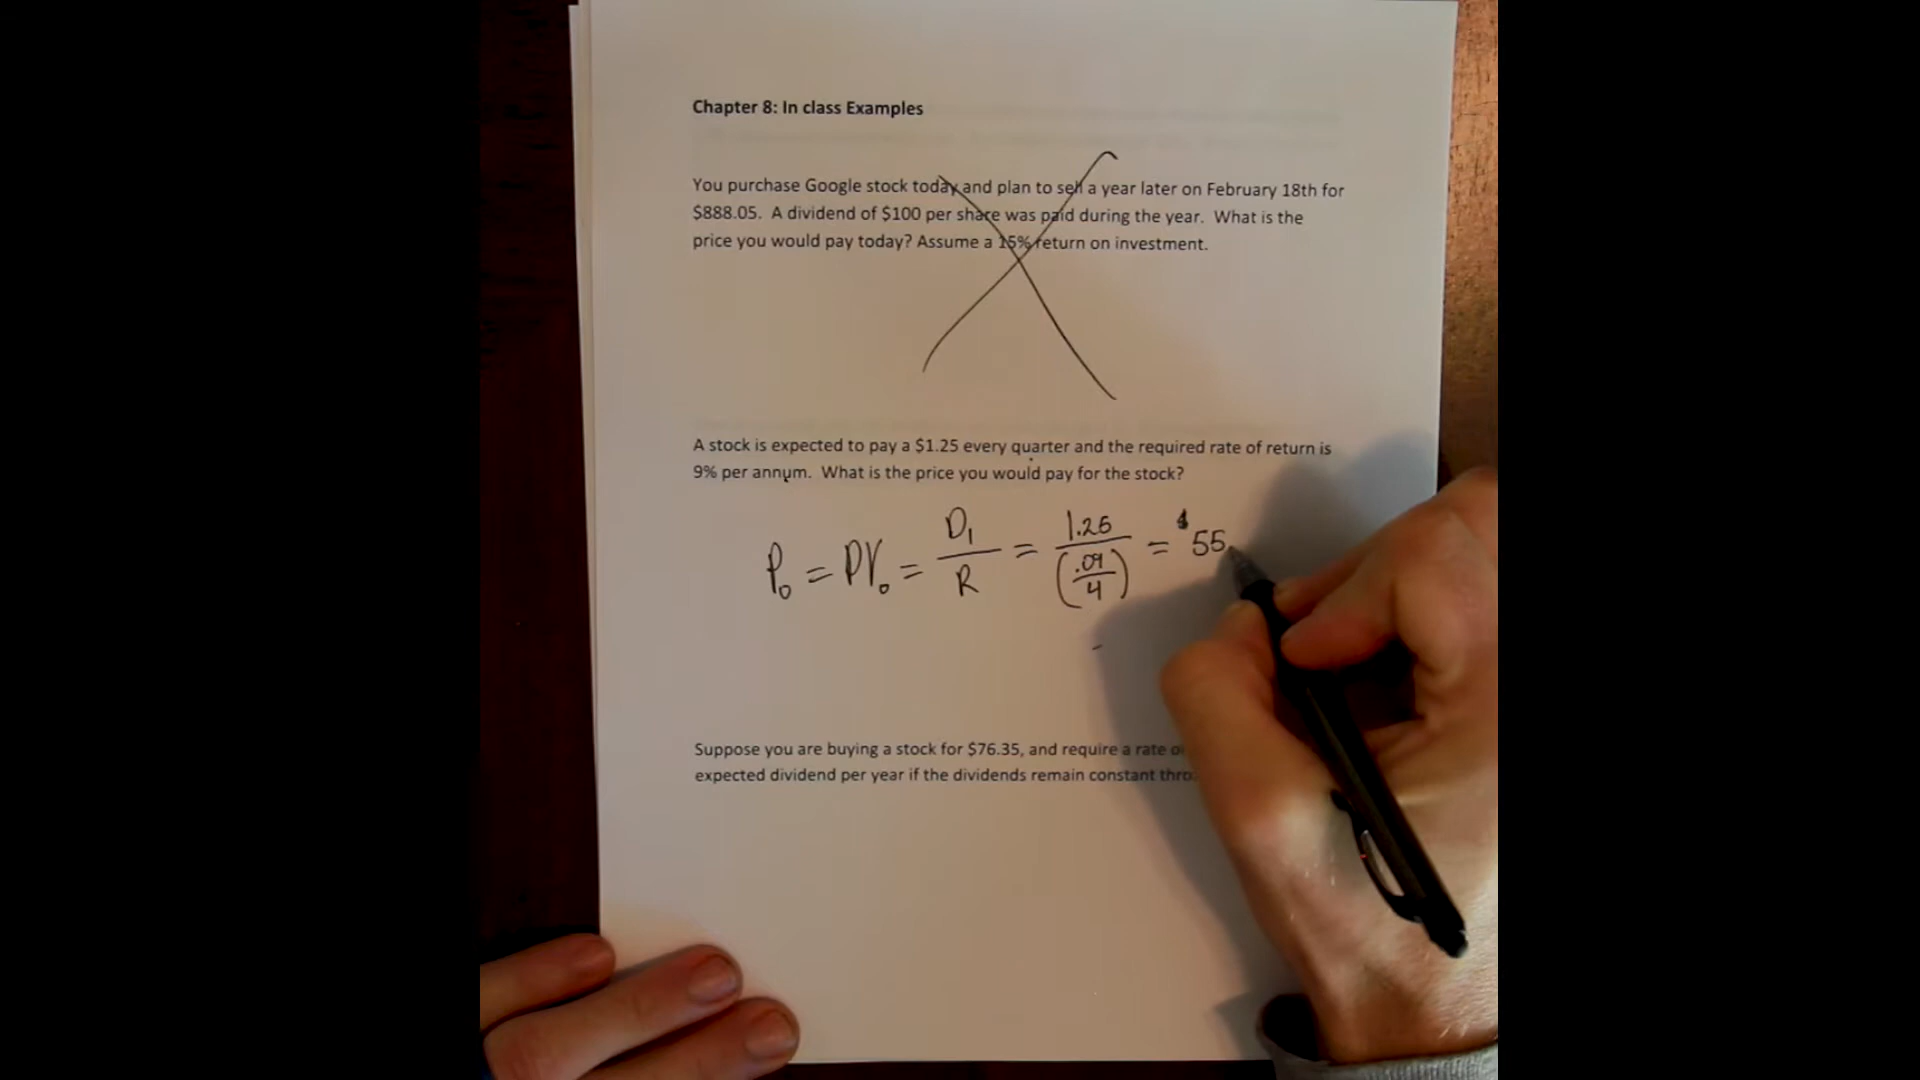 Chapter 8: In class Examples
You purchase Google stock today and plan to sell a year later on February 18th for
$888.05. A dividend of $100 per share was paid during the year. What is the
price you would pay today? Assume a 15% return on investment.
A stock is expected to pay a $1.25 every quarter and the required rate of return is
9% per annum. What is the price you would pay for the stock?
P₀ = PV₀ = D₁/R = 1.25/(.09/4) = $55.
Suppose you are buying a stock for $76.35, and require a rate
expected dividend per year if the dividends remain constant